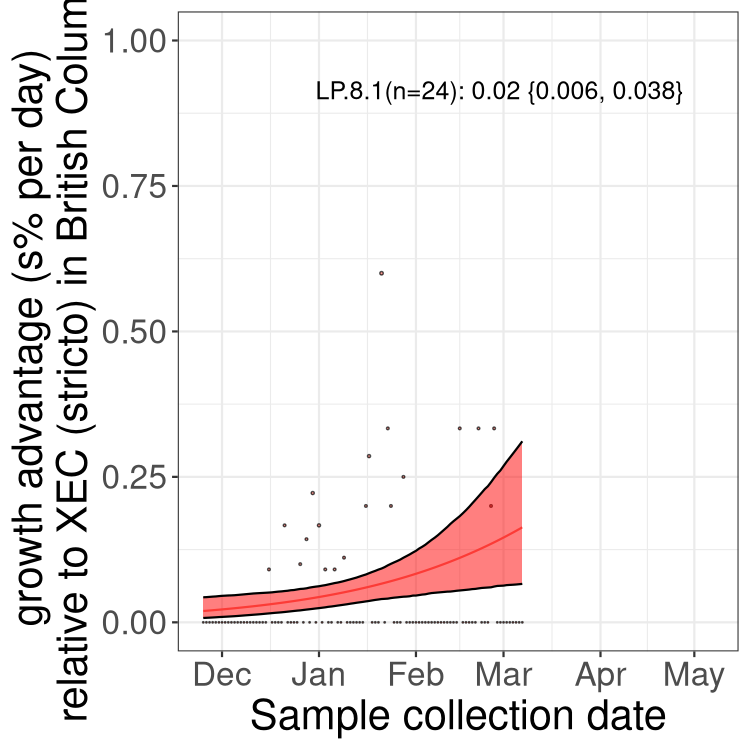 growth advantage (s% per day)
relative to XEC (stricto) in British Colum
1.00
0.75
0.50
0.25
0.00
LP.8.1(n=24): 0.02 {0.006, 0.038}
Dec Jan Feb Mar Apr May
Sample collection date